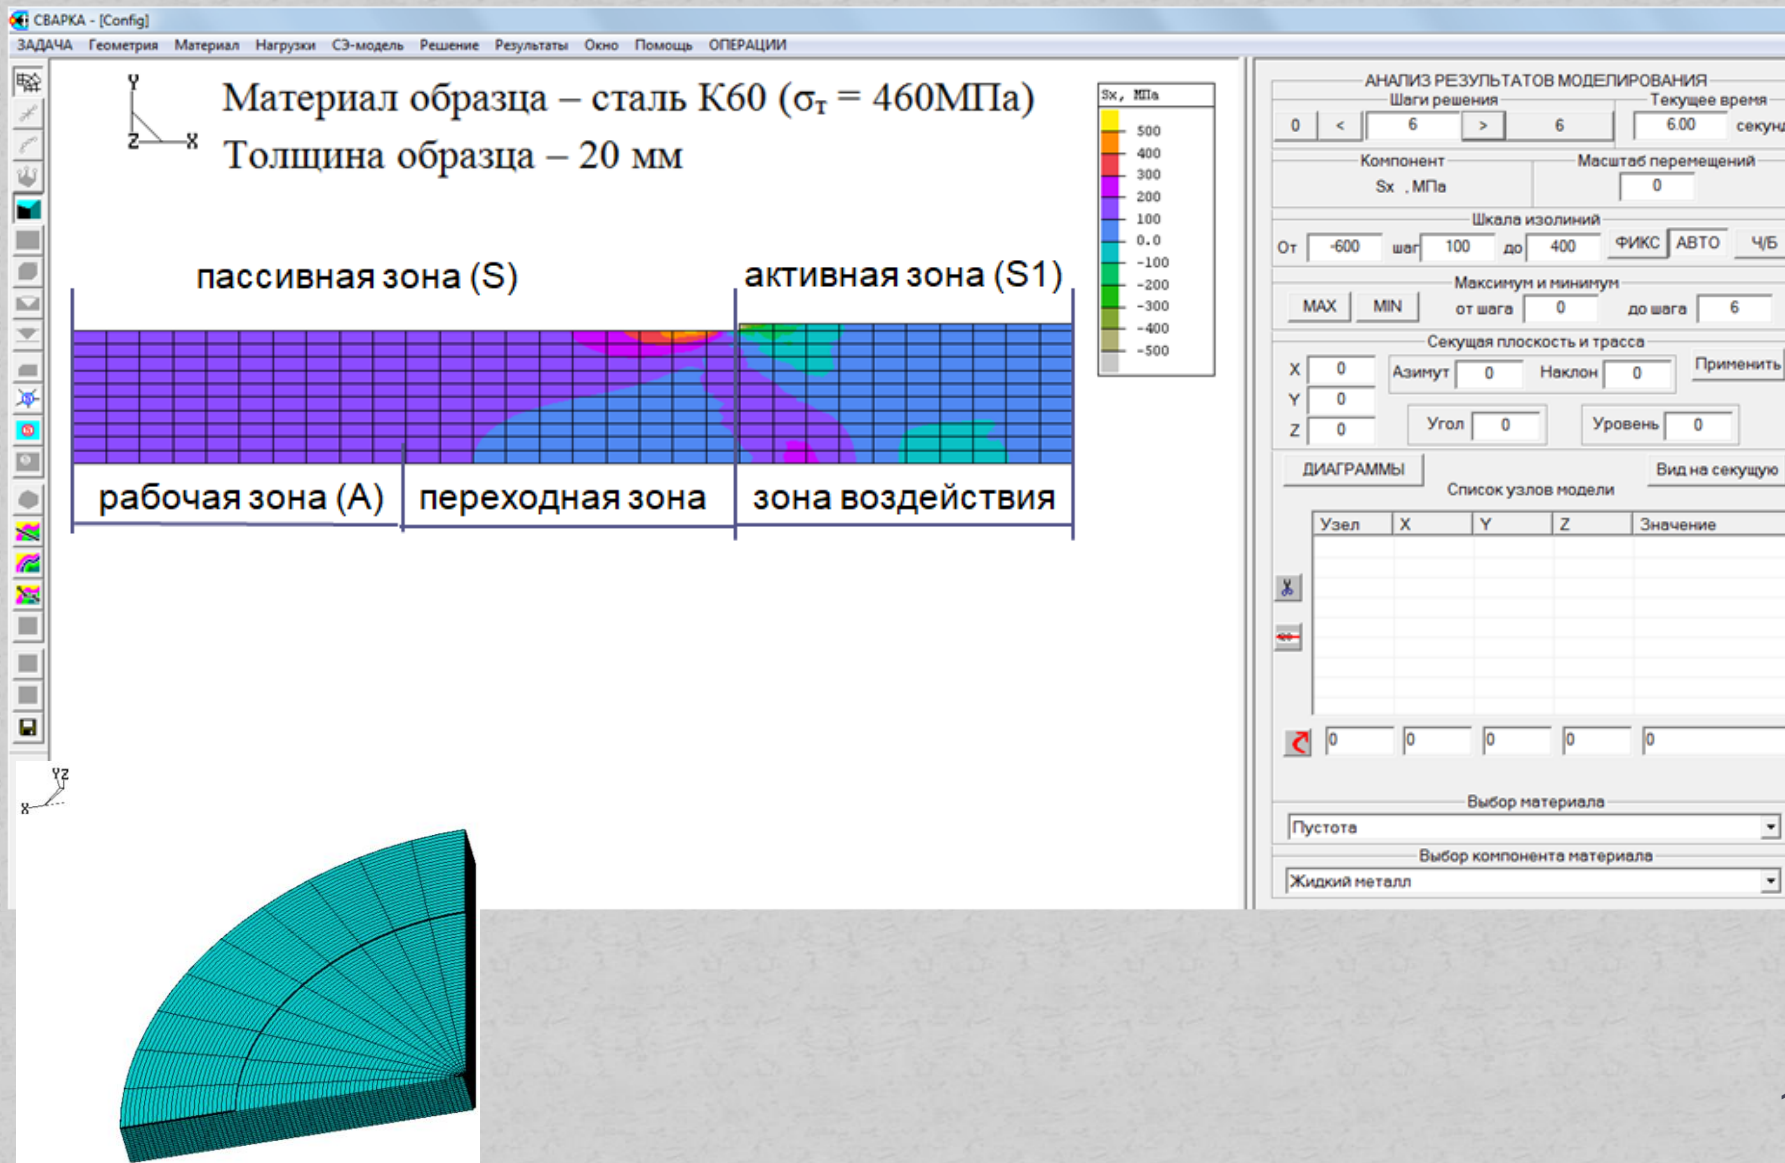 СВАРКА - [Config]
ЗАДАЧА Геометрия Материал Нагрузки СЭ-модель Решение Результаты Окно Помощь ОПЕРАЦИИ
Y
Z X
Материал образца – сталь К60 (σт = 460МПа)
Толщина образца – 20 мм
Sx, МПа
500
400
300
200
100
0.0
-100
-200
-300
-400
-500
пассивная зона (S) активная зона (S1)
рабочая зона (А) переходная зона зона воздействия
АНАЛИЗ РЕЗУЛЬТАТОВ МОДЕЛИРОВАНИЯ
Шаги решения Текущее время
0 < 6 > 6 6.00 секунд
Компонент Масштаб перемещений
Sx , МПа 0
Шкала изолиний
От -600 шаг 100 до 400 ФИКС АВТО Ч/Б
Максимум и минимум
MAX MIN от шага 0 до шага 6
Секущая плоскость и трасса
X 0 Азимут 0 Наклон 0 Применить
Y 0
Z 0 Угол 0 Уровень 0
ДИАГРАММЫ Вид на секущую
Список узлов модели
Узел X Y Z Значение
0 0 0 0 0
Выбор материала
Пустота
Выбор компонента материала
Жидкий металл
YZ
X